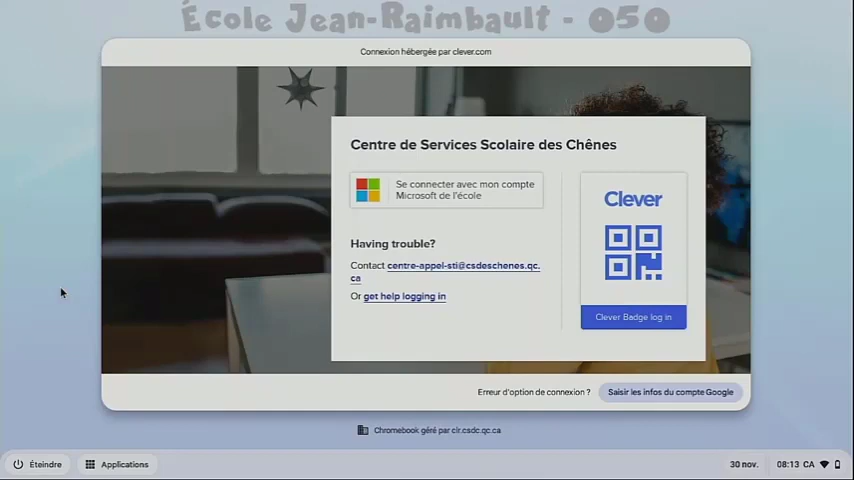 École Jean-Raimbault - 050
Connexion hébergée par clever.com
Centre de Services Scolaire des Chênes
Se connecter avec mon compte
Microsoft de l'école
Having trouble?
Contact centre-appel-sti@csdeschenes.qc.
ca
Or get help logging in
Clever
Clever Badge log in
Erreur d'option de connexion ?
Saisir les infos du compte Google
Chromebook géré par clr.csdc.qc.ca
Éteindre
Applications
30 nov.
08:13 CA